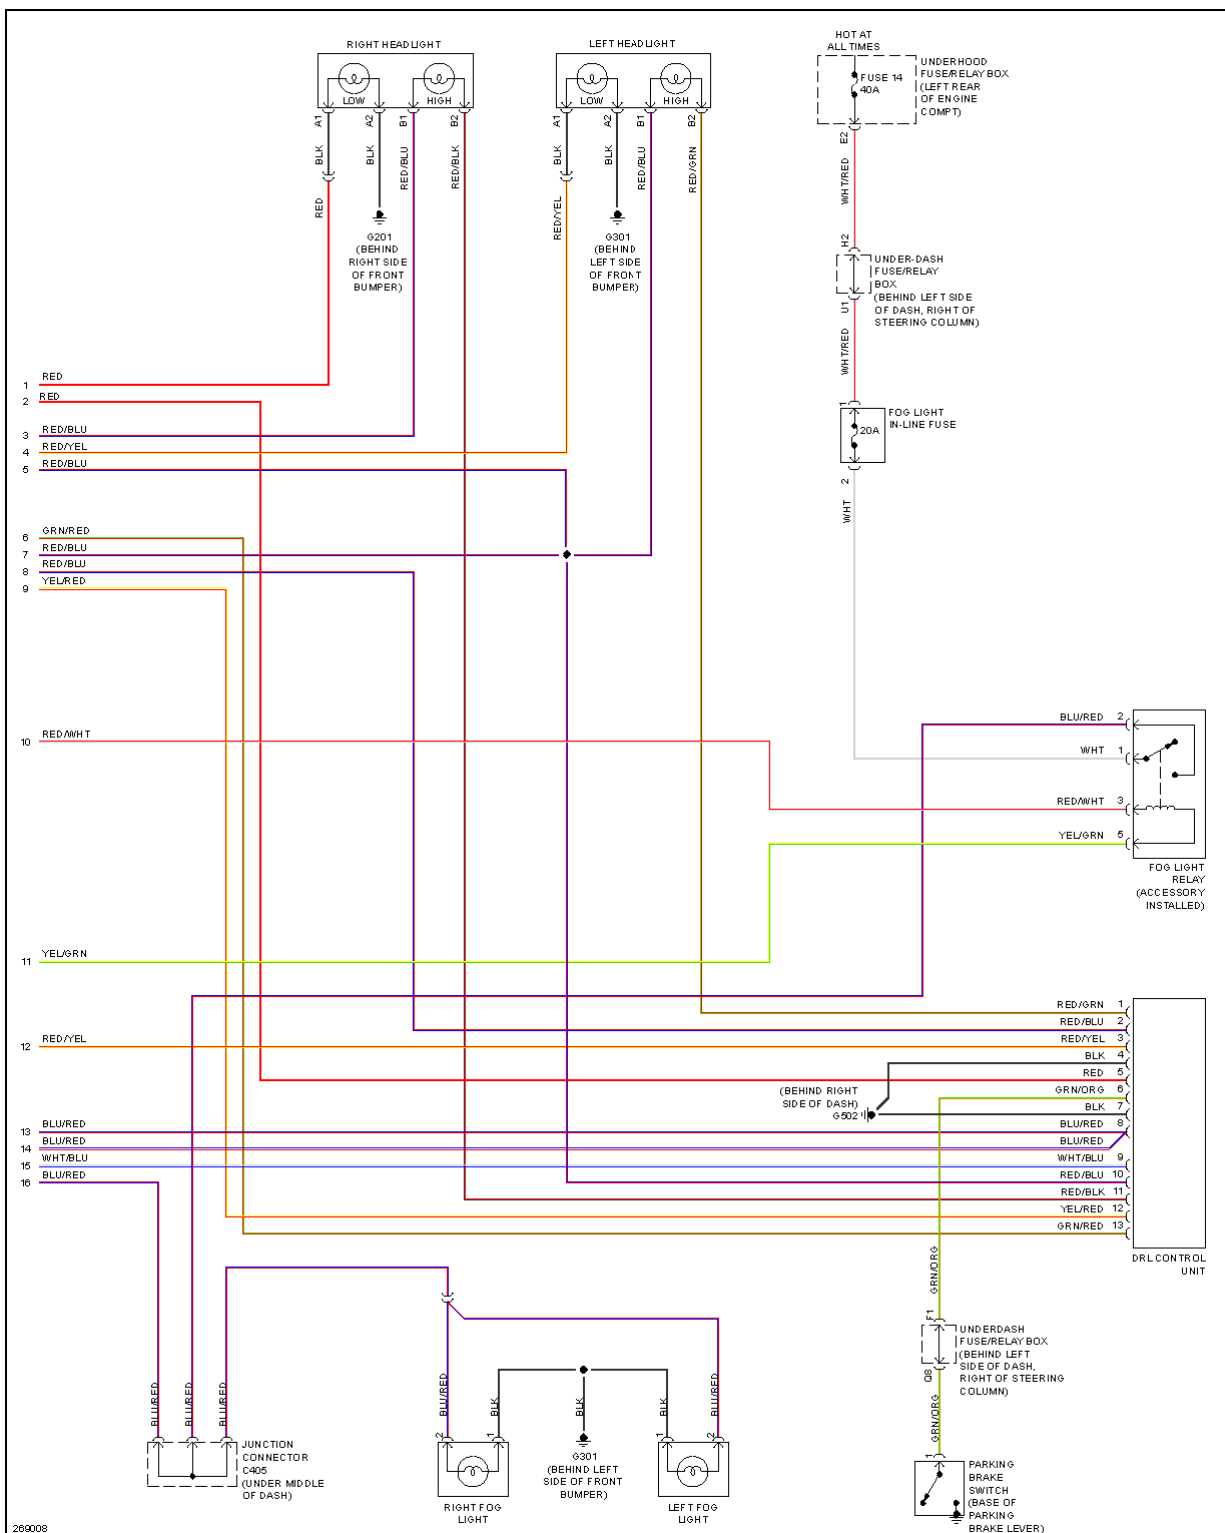 RIGHT HEADLIGHT
LOW
HIGH
A1
A2
B1
B2
BLK
BLK
RED/BLU
RED/BLK
RED
G201
(BEHIND
RIGHT SIDE
OF FRONT
BUMPER)
LEFT HEADLIGHT
LOW
HIGH
A1
A2
B1
B2
BLK
BLK
RED/BLU
RED/GRN
RED/YEL
G301
(BEHIND
LEFT SIDE
OF FRONT
BUMPER)
HOT AT
ALL TIMES
FUSE 14
40A
UNDERHOOD
FUSE/RELAY BOX
(LEFT REAR
OF ENGINE
COMPT)
E2
WHT/RED
H2
UNDER-DASH
FUSE/RELAY
BOX
(BEHIND LEFT SIDE
OF DASH, RIGHT OF
STEERING COLUMN)
U1
WHT/RED
1
FOG LIGHT
IN-LINE FUSE
20A
2
WHT
1 RED
2 RED
3 RED/BLU
4 RED/YEL
5 RED/BLU
6 GRN/RED
7 RED/BLU
8 RED/BLU
9 YEL/RED
10 RED/WHT
11 YEL/GRN
12 RED/YEL
13 BLU/RED
14 BLU/RED
15 WHT/BLU
16 BLU/RED
BLU/RED 2
WHT 1
RED/WHT 3
YEL/GRN 5
FOG LIGHT
RELAY
(ACCESSORY
INSTALLED)
RED/GRN 1
RED/BLU 2
RED/YEL 3
BLK 4
RED 5
GRN/ORG 6
BLK 7
BLU/RED 8
BLU/RED
WHT/BLU 9
RED/BLU 10
RED/BLK 11
YEL/RED 12
GRN/RED 13
DRL CONTROL
UNIT
(BEHIND RIGHT
SIDE OF DASH)
G502
GRN/ORG
F1
UNDERDASH
FUSE/RELAY BOX
(BEHIND LEFT
SIDE OF DASH,
RIGHT OF STEERING
COLUMN)
Q8
GRN/ORG
1
PARKING
BRAKE
SWITCH
(BASE OF
PARKING
BRAKE LEVER)
BLU/RED
BLU/RED
BLU/RED
JUNCTION
CONNECTOR
C405
(UNDER MIDDLE
OF DASH)
BLU/RED
BLK
2
1
RIGHT FOG
LIGHT
BLK
G301
(BEHIND LEFT
SIDE OF FRONT
BUMPER)
BLK
BLU/RED
1
2
LEFT FOG
LIGHT
269008